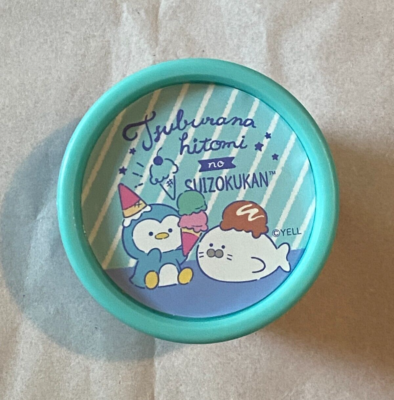 Tsuburana
hitomi
no
SUIZOKUKAN™
©YELL